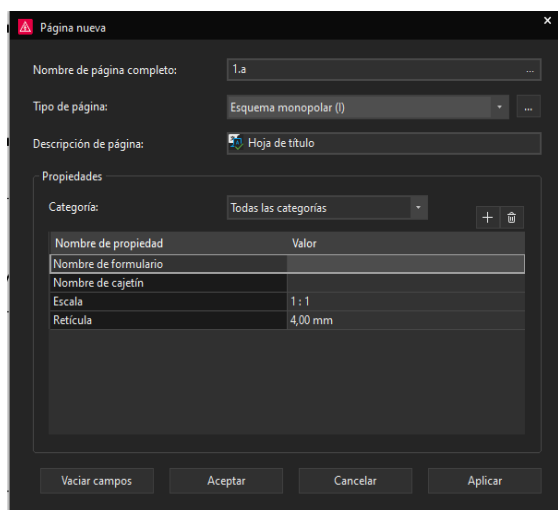 Página nueva
Nombre de página completo: 1.a ...
Tipo de página: Esquema monopolar (I) ...
Descripción de página: Hoja de título
Propiedades
Categoría: Todas las categorías
Nombre de propiedad Valor
Nombre de formulario
Nombre de cajetín
Escala 1 : 1
Retícula 4,00 mm
Vaciar campos Aceptar Cancelar Aplicar